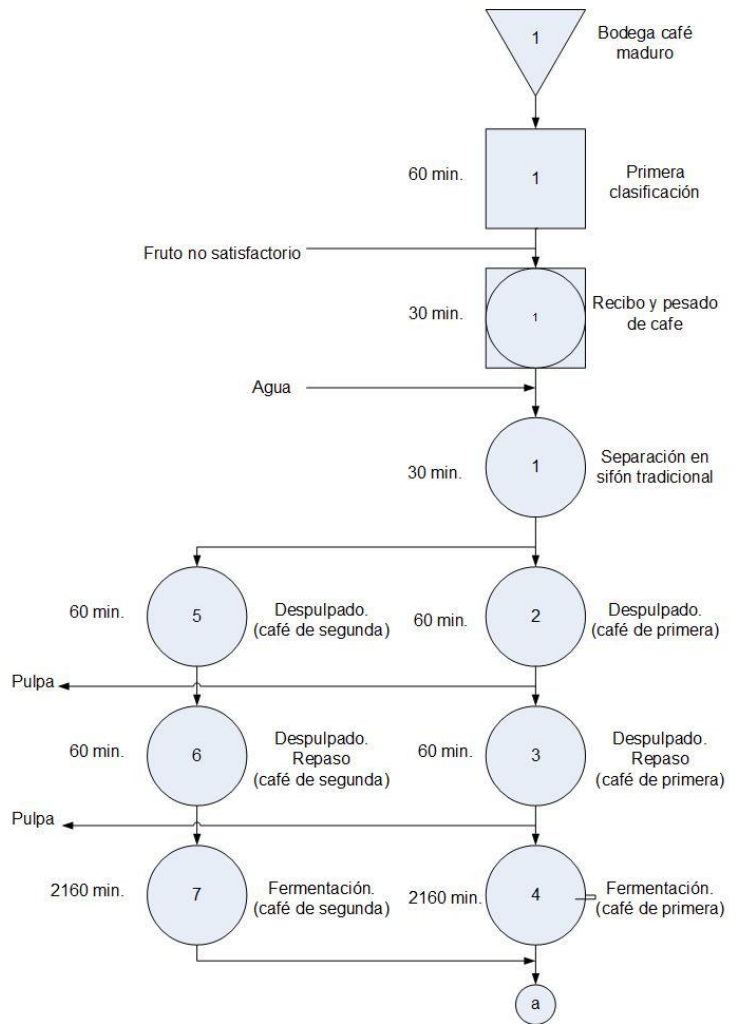 1
Bodega café
maduro
60 min.
1
Primera
clasificación
Fruto no satisfactorio
30 min.
1
Recibo y pesado
de cafe
Agua
30 min.
1
Separación en
sifón tradicional
60 min.
5
Despulpado.
(café de segunda)
60 min.
2
Despulpado.
(café de primera)
Pulpa
60 min.
6
Despulpado.
Repaso
(café de segunda)
60 min.
3
Despulpado.
Repaso
(café de primera)
Pulpa
2160 min.
7
Fermentación.
(café de segunda)
2160 min.
4
Fermentación.
(café de primera)
a